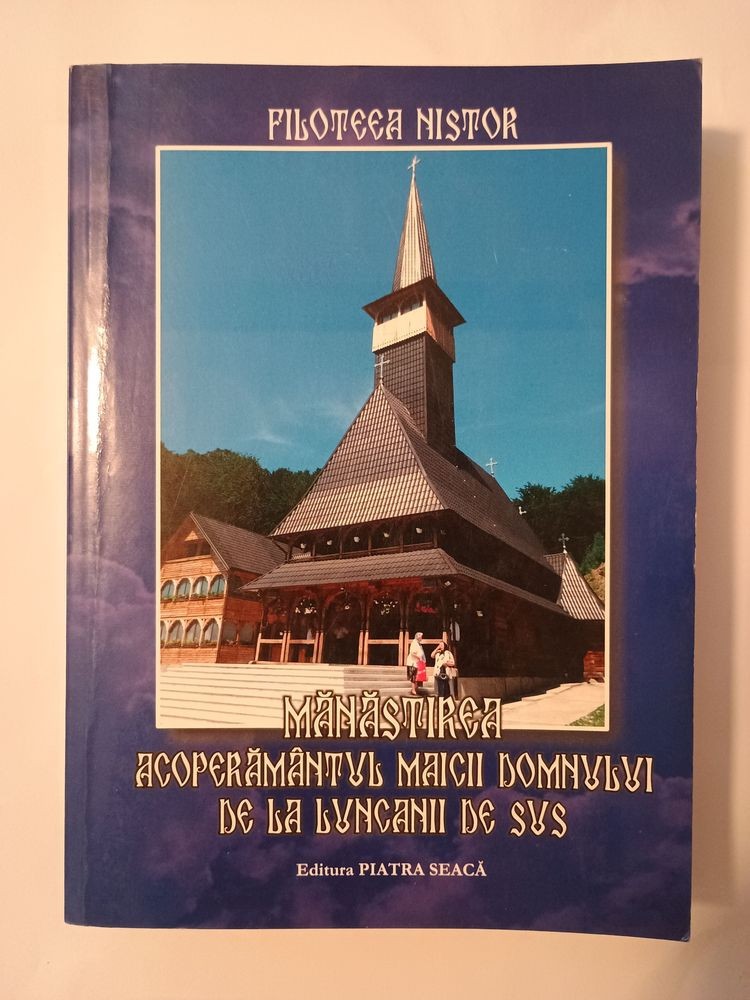 FILOTEEA NISTOR
MĂNĂSTIREA
ACOPERĂMÂNTUL MAICII DOMNULUI
DE LA LUNCANII DE SUS
Editura PIATRA SEACĂ